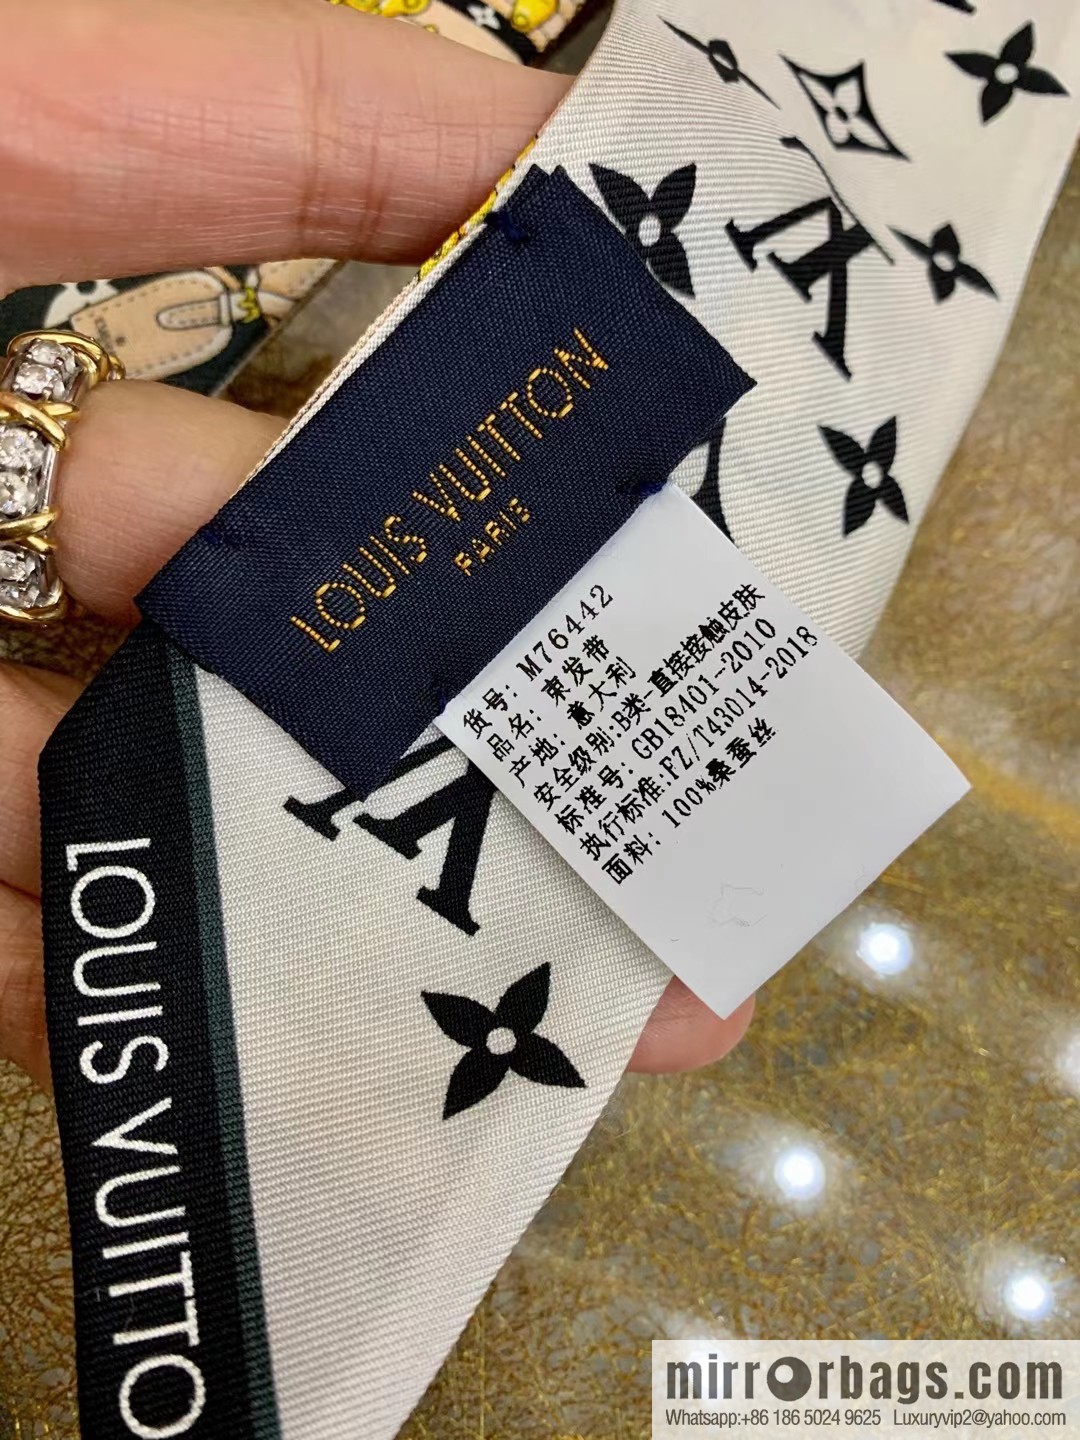 LOUIS VUITTON
PARIS
货号: M76442
品名: 束发带
产地: 意大利
安全级别:B类-直接接触皮肤
标准号: GB18401-2010
执行标准:FZ/T43014-2018
面料: 100%桑蚕丝
LOUIS VUITTO
mirrorbags.com
Whatsapp:+86 186 5024 9625 Luxuryvip2@yahoo.com